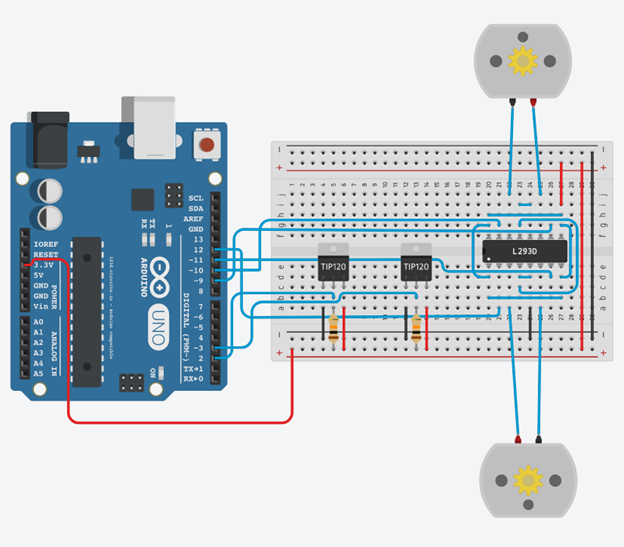 SCL
SDA
AREF
GND
13
12
~11
~10
~9
8
7
~6
~5
4
~3
2
TX→1
RX←0
DIGITAL (PWM~)
IOREF
RESET
3.3V
5V
GND
GND
Vin
POWER
A0
A1
A2
A3
A4
A5
ANALOG IN
TX
RX
1
ARDUINO
UNO
ON
TIP120
TIP120
L293D